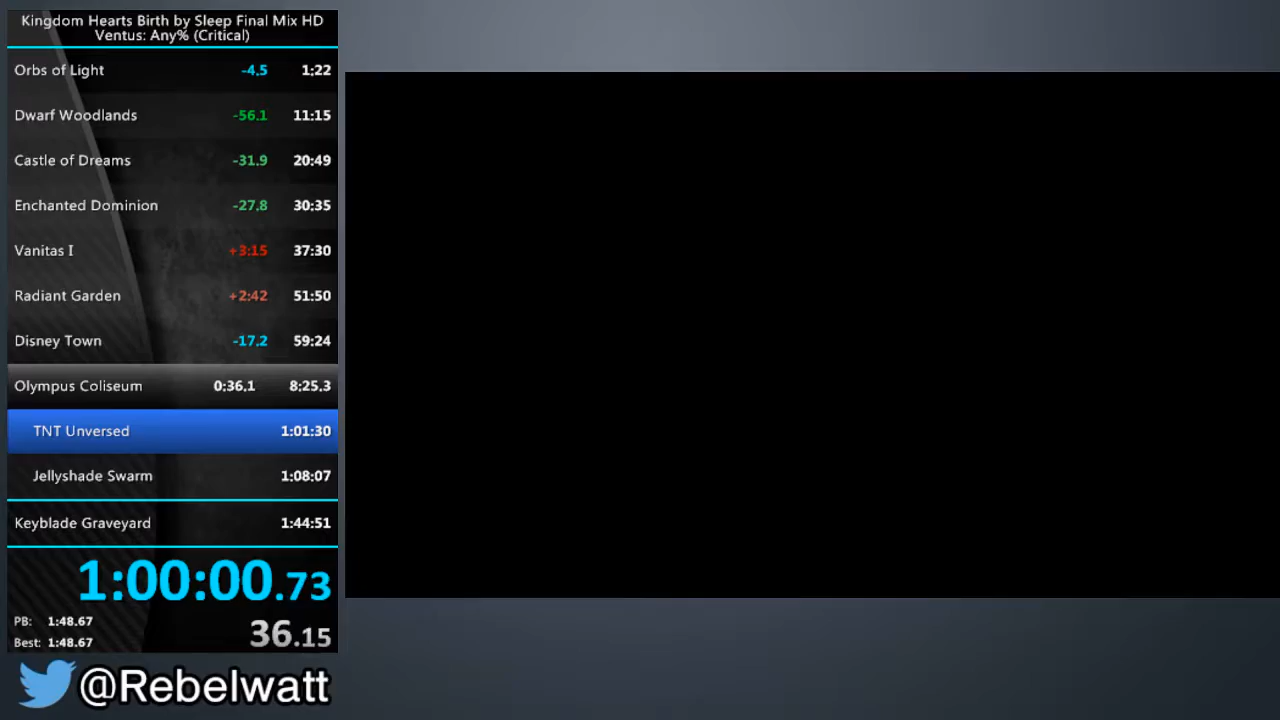 Kingdom Hearts Birth by Sleep Final Mix HD
Ventus: Any% (Critical)
Orbs of Light -4.5 1:22
Dwarf Woodlands -56.1 11:15
Castle of Dreams -31.9 20:49
Enchanted Dominion -27.8 30:35
Vanitas I +3:15 37:30
Radiant Garden +2:42 51:50
Disney Town -17.2 59:24
Olympus Coliseum 0:36.1 8:25.3
TNT Unversed 1:01:30
Jellyshade Swarm 1:08:07
Keyblade Graveyard 1:44:51
1:00:00.73
PB: 1:48.67
36.15
Best: 1:48.67
@Rebelwatt